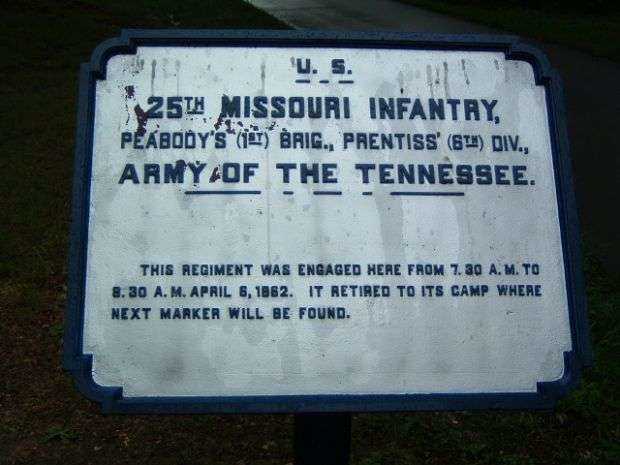 U. S.
25TH MISSOURI INFANTRY,
PEABODY'S (1ST) BRIG., PRENTISS' (6TH) DIV.,
ARMY OF THE TENNESSEE.
THIS REGIMENT WAS ENGAGED HERE FROM 7.30 A.M. TO
8.30 A.M. APRIL 6, 1862. IT RETIRED TO ITS CAMP WHERE
NEXT MARKER WILL BE FOUND.